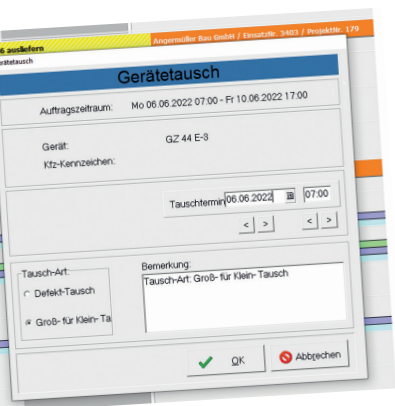 6 ausliefern
Angermüller Bau GmbH / EinsatzNr. 3403 / ProjektNr. 179
rätetausch
Gerätetausch
Auftragszeitraum: Mo 06.06.2022 07:00 - Fr 10.06.2022 17:00
Gerät: GZ 44 E-3
Kfz-Kennzeichen:
Tauschtermin 06.06.2022 07:00
< > < >
Tausch-Art:
Defekt-Tausch
Groß- für Klein- Ta
Bemerkung:
Tausch-Art: Groß- für Klein- Tausch
OK Abbrechen